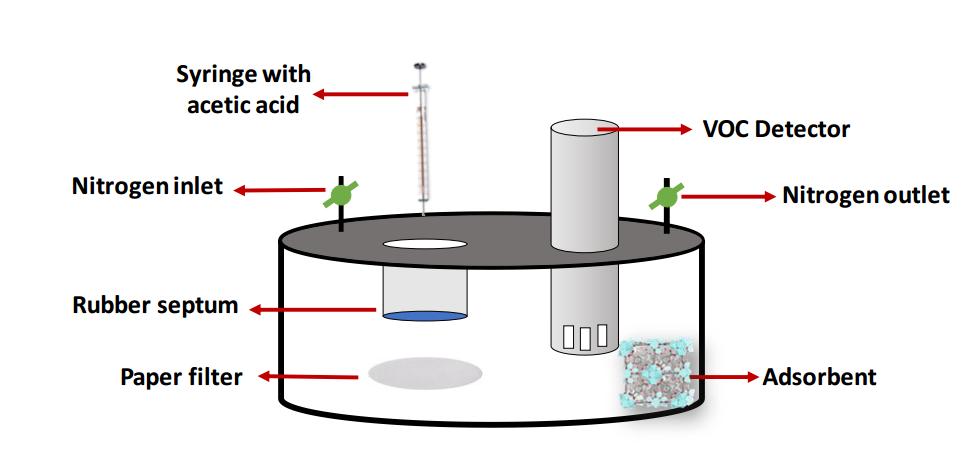 Syringe with
acetic acid
VOC Detector
Nitrogen inlet
Nitrogen outlet
Rubber septum
Paper filter
Adsorbent